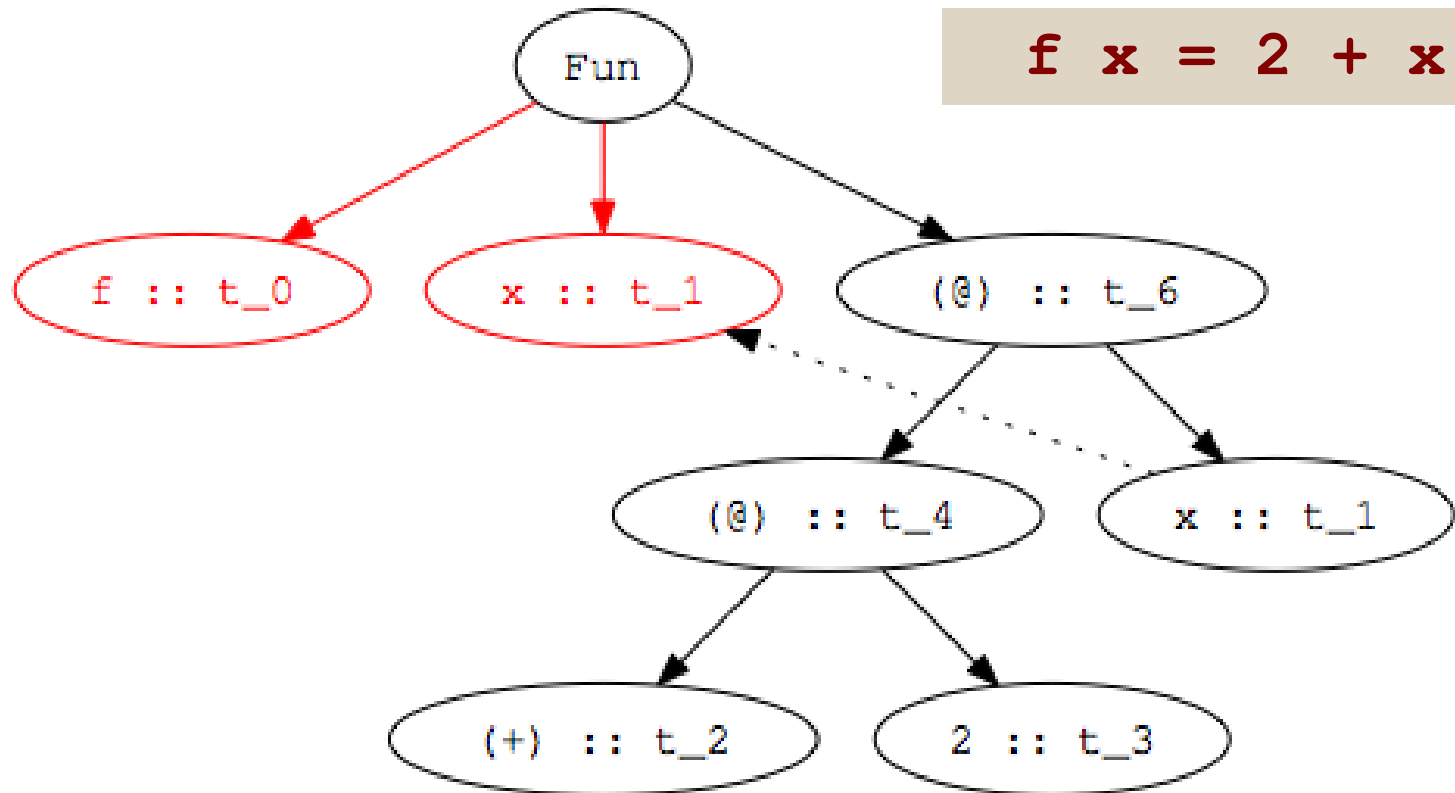 f x = 2 + x
Fun
f :: t_0
x :: t_1
(@) :: t_6
(@) :: t_4
x :: t_1
(+) :: t_2
2 :: t_3